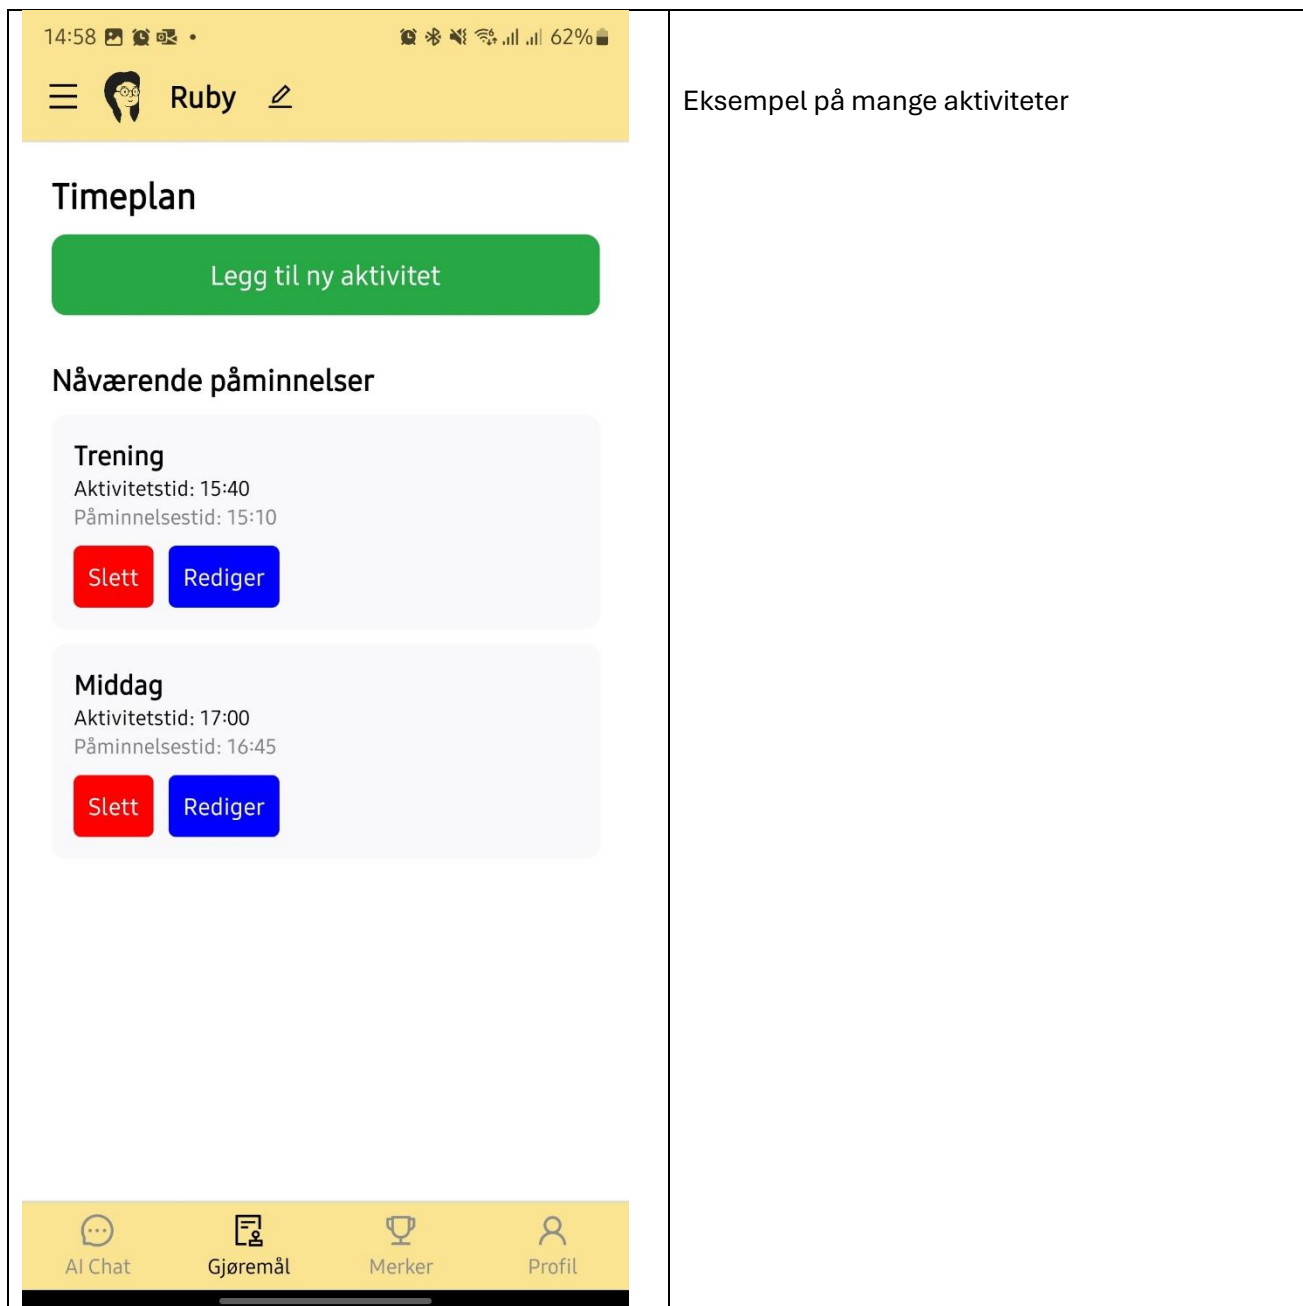 14:58
62%
Ruby
Eksempel på mange aktiviteter
Timeplan
Legg til ny aktivitet
Nåværende påminnelser
Trening
Aktivitetstid: 15:40
Påminnelsestid: 15:10
Slett
Rediger
Middag
Aktivitetstid: 17:00
Påminnelsestid: 16:45
Slett
Rediger
AI Chat
Gjøremål
Merker
Profil